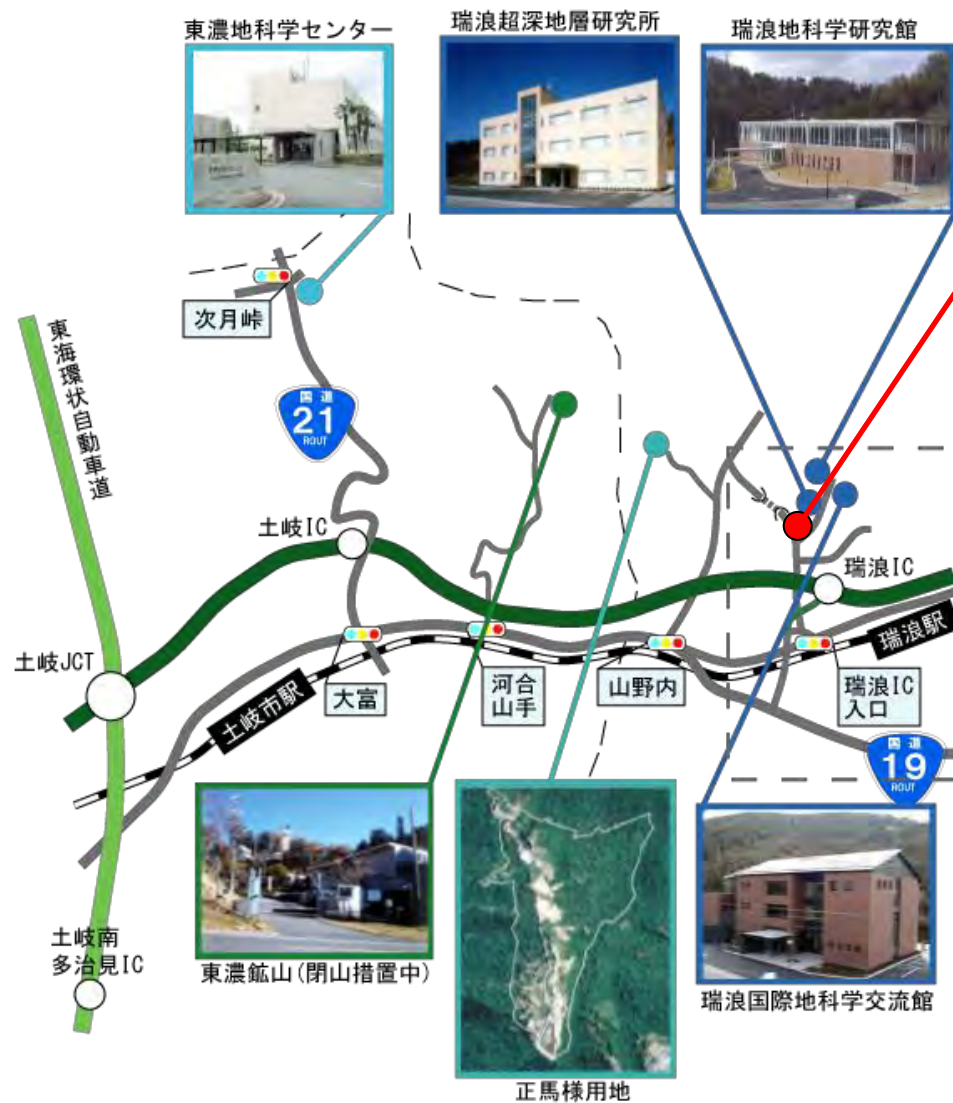 東濃地科学センター
瑞浪超深地層研究所
瑞浪地科学研究館
次月峠
東海環状自動車道
国道
21
ROUT
土岐IC
瑞浪IC
土岐JCT
土岐市駅
大富
河合
山手
山野内
瑞浪IC
入口
瑞浪駅
国道
19
ROUT
土岐南
多治見IC
東濃鉱山(閉山措置中)
正馬様用地
瑞浪国際地科学交流館